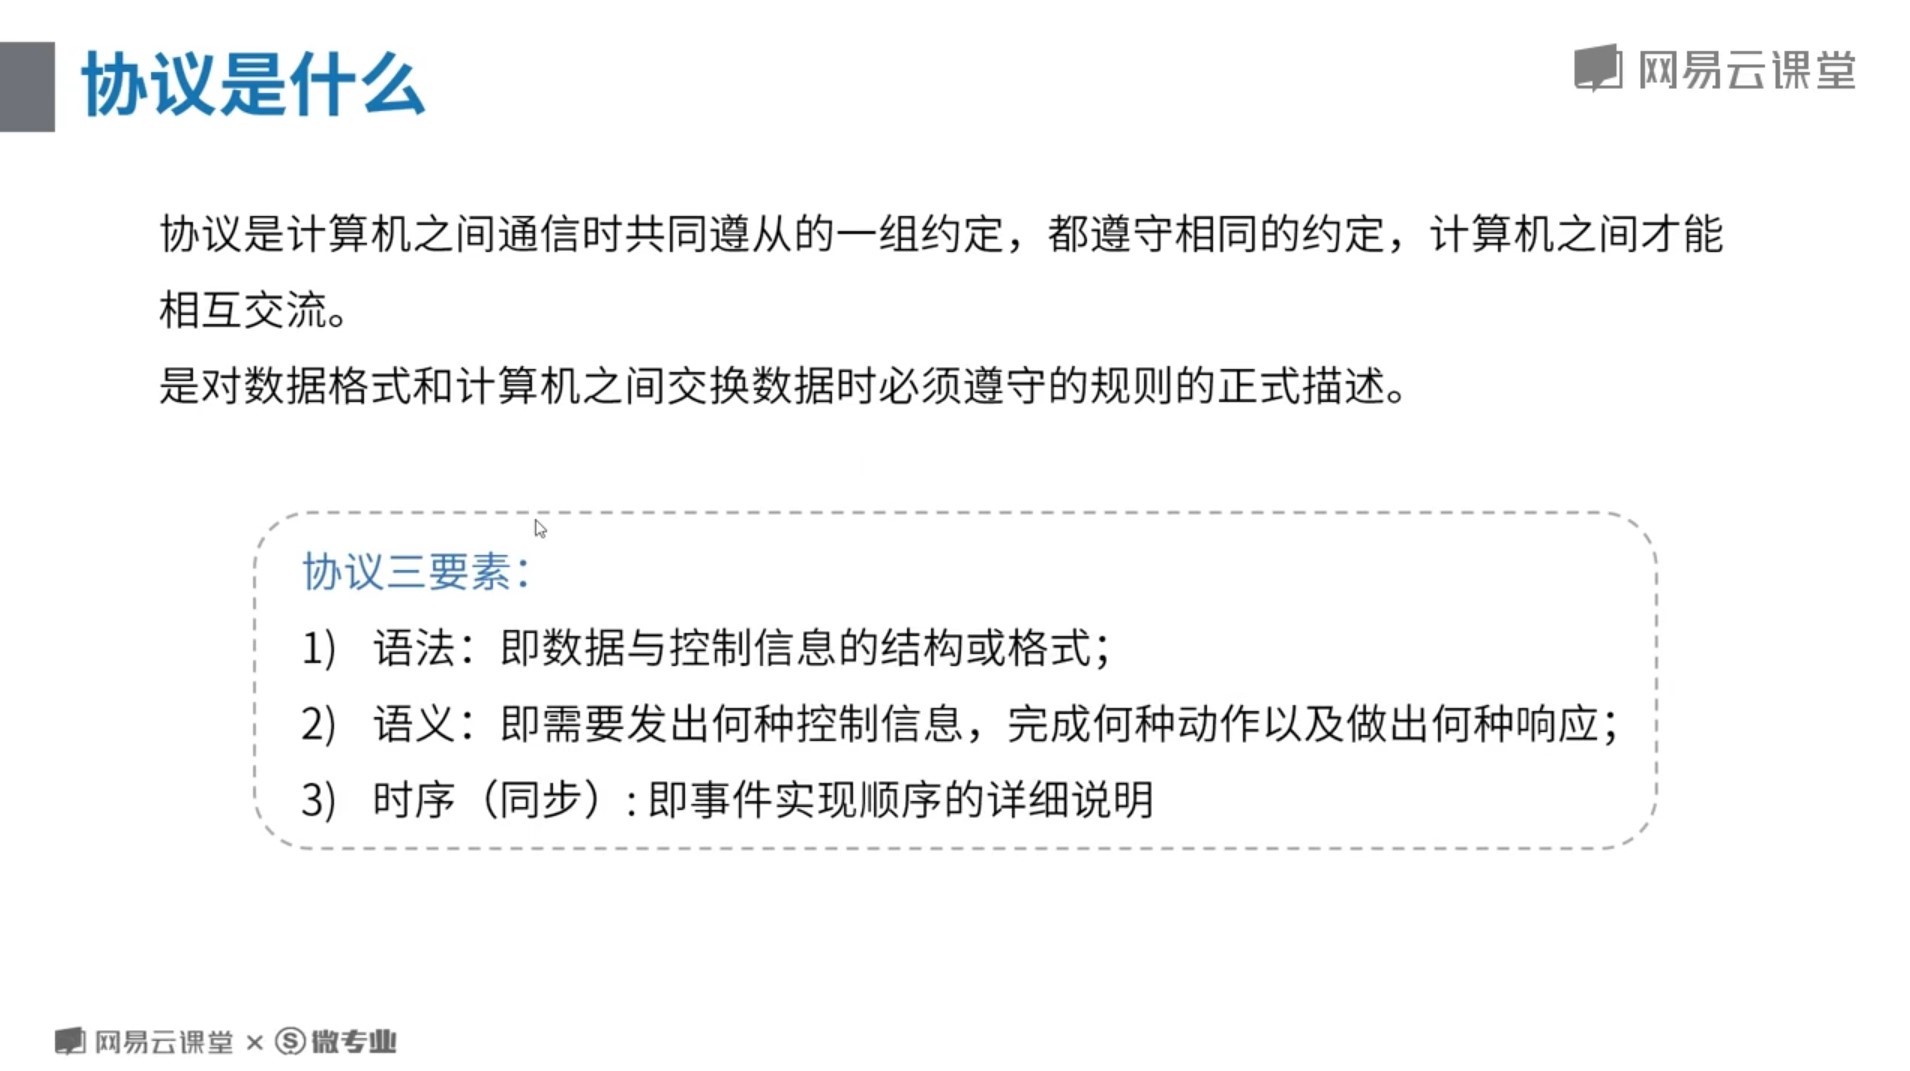 协议是什么
网易云课堂
协议是计算机之间通信时共同遵从的一组约定，都遵守相同的约定，计算机之间才能
相互交流。
是对数据格式和计算机之间交换数据时必须遵守的规则的正式描述。
协议三要素：
1) 语法：即数据与控制信息的结构或格式；
2) 语义：即需要发出何种控制信息，完成何种动作以及做出何种响应；
3) 时序（同步）: 即事件实现顺序的详细说明
网易云课堂 × Ⓢ 微专业